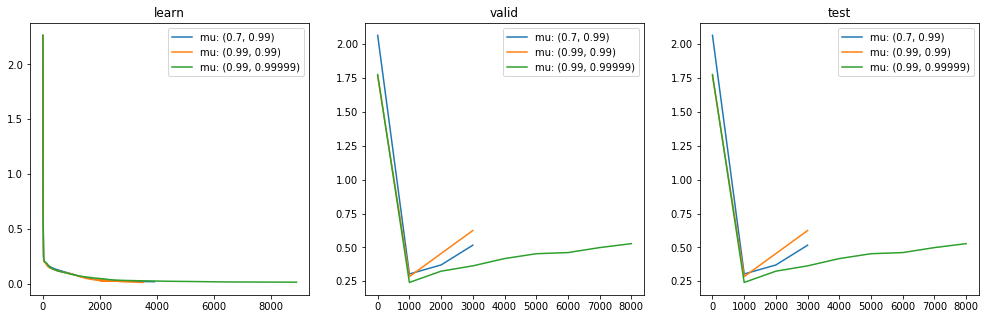 learn
mu: (0.7, 0.99)
mu: (0.99, 0.99)
mu: (0.99, 0.99999)
2.0
1.5
1.0
0.5
0.0
0 2000 4000 6000 8000
valid
mu: (0.7, 0.99)
mu: (0.99, 0.99)
mu: (0.99, 0.99999)
2.00
1.75
1.50
1.25
1.00
0.75
0.50
0.25
0 1000 2000 3000 4000 5000 6000 7000 8000
test
mu: (0.7, 0.99)
mu: (0.99, 0.99)
mu: (0.99, 0.99999)
2.00
1.75
1.50
1.25
1.00
0.75
0.50
0.25
0 1000 2000 3000 4000 5000 6000 7000 8000